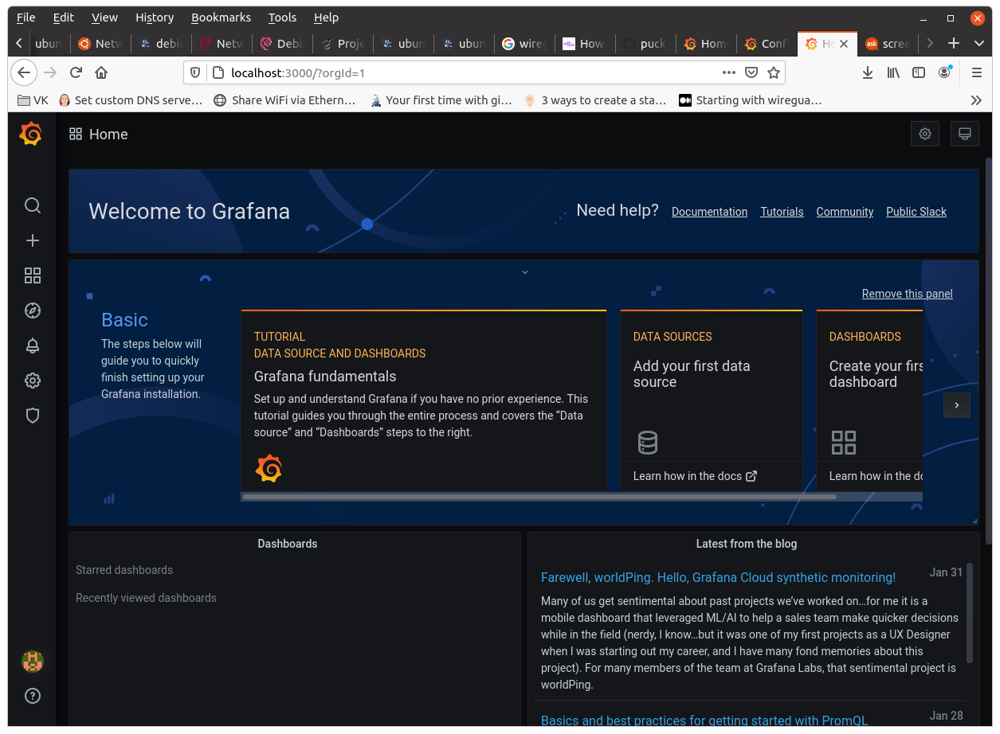 File Edit View History Bookmarks Tools Help
ubun Netw debia Netw Debi Proje ubun ubun wireg How puck Hom Confi Ho scree
localhost:3000/?orgId=1
VK Set custom DNS serve… Share WiFi via Ethern… Your first time with gi… 3 ways to create a sta… Starting with wiregua…
Home
Welcome to Grafana
Need help? Documentation Tutorials Community Public Slack
Remove this panel
Basic
The steps below will
guide you to quickly
finish setting up your
Grafana installation.
TUTORIAL
DATA SOURCE AND DASHBOARDS
Grafana fundamentals
Set up and understand Grafana if you have no prior experience. This
tutorial guides you through the entire process and covers the “Data
source” and “Dashboards” steps to the right.
DATA SOURCES
Add your first data
source
Learn how in the docs
DASHBOARDS
Create your firs
dashboard
Learn how in the do
Dashboards
Starred dashboards
Recently viewed dashboards
Latest from the blog
Farewell, worldPing. Hello, Grafana Cloud synthetic monitoring! Jan 31
Many of us get sentimental about past projects we’ve worked on…for me it is a
mobile dashboard that leveraged ML/AI to help a sales team make quicker decisions
while in the field (nerdy, I know…but it was one of my first projects as a UX Designer
when I was starting out my career, and I have many fond memories about this
project). For many members of the team at Grafana Labs, that sentimental project is
worldPing.
Basics and best practices for getting started with PromQL Jan 28